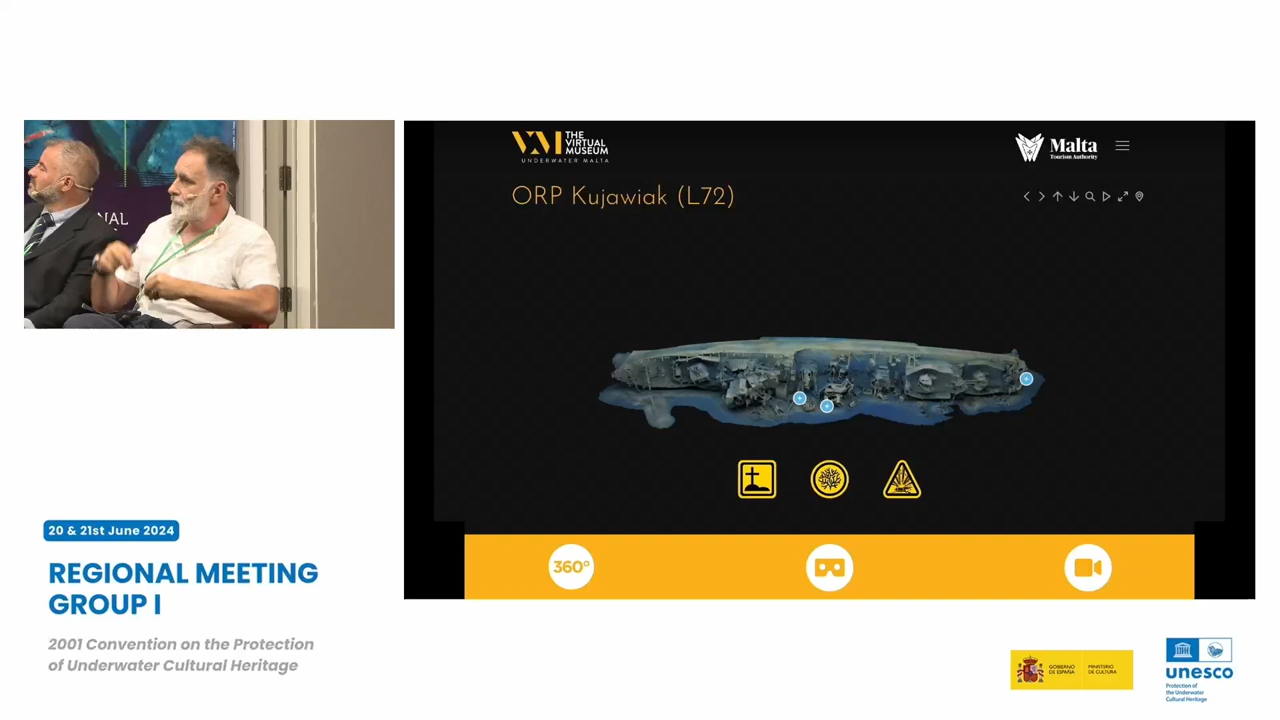 NAL
VM THE
VIRTUAL
MUSEUM
UNDERWATER MALTA
Malta
Tourism Authority
ORP Kujawiak (L72)
360°
20 & 21st June 2024
REGIONAL MEETING
GROUP I
2001 Convention on the Protection
of Underwater Cultural Heritage
GOBIERNO
DE ESPAÑA
MINISTERIO
DE CULTURA
unesco
Protection of
the Underwater
Cultural Heritage